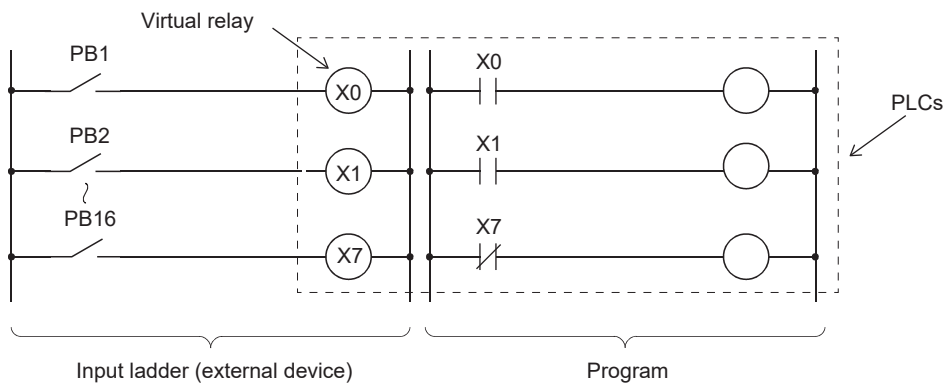 Virtual relay
PB1
X0
X0
PLCs
PB2
X1
X1
PB16
X7
X7
Input ladder (external device)
Program